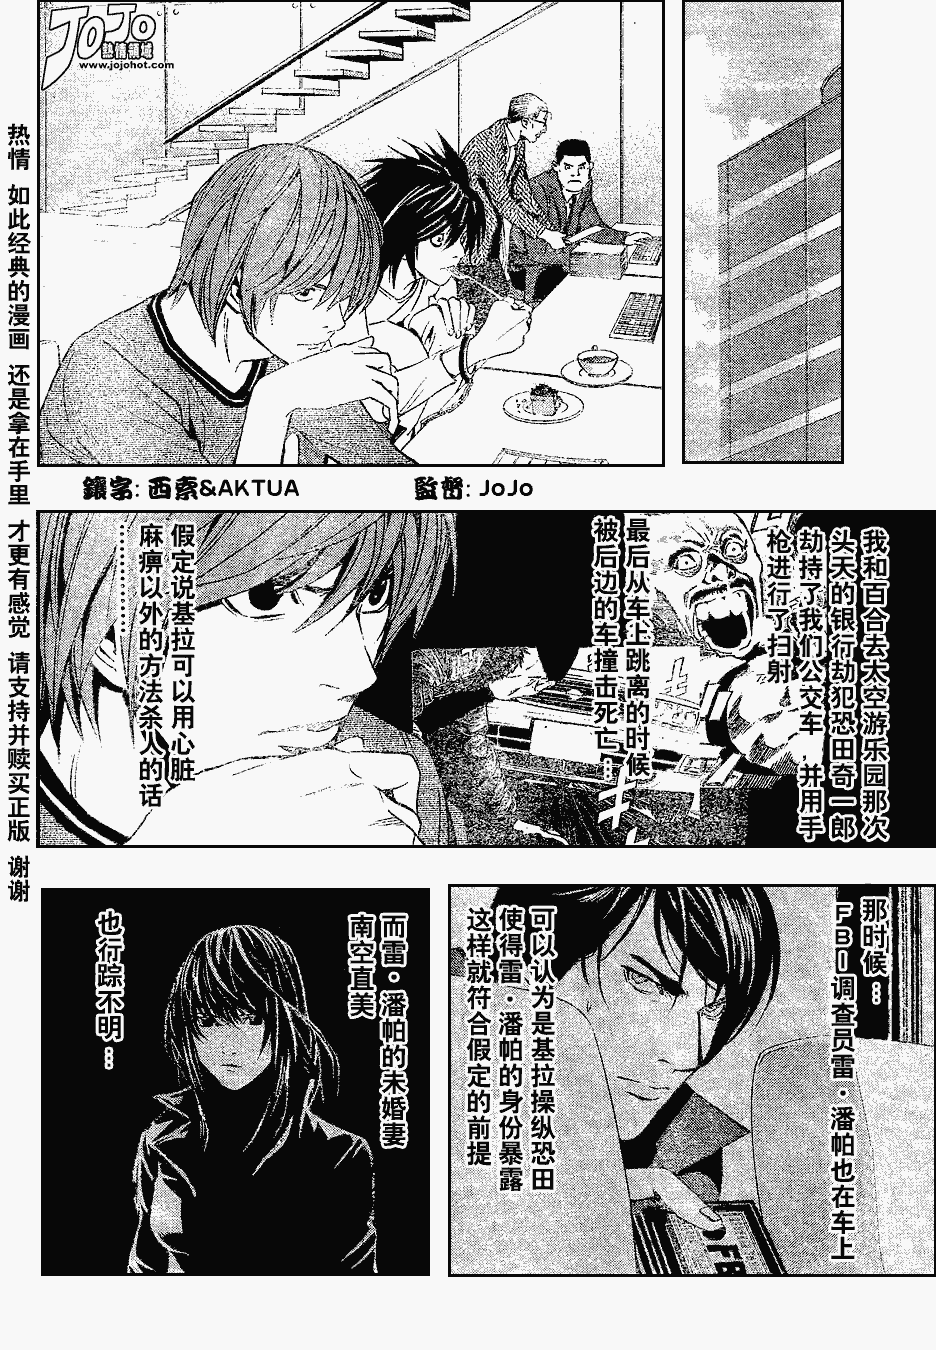 JOJO
热情领域
www.jojohot.com
热情 如此经典的漫画 还是拿在手里 才更有感觉 请支持并赎买正版 谢谢
镶字: 西索&AKTUA
监督: JoJo
我和百合去太空游乐园那次
头天的银行劫犯恐田奇一郎
劫持了我们公交车,并用手
枪进行了扫射
最后从车上跳离的时候
被后边的车撞击死亡…
假定说基拉可以用心脏
麻痹以外的方法杀人的话
…………
那时候…
FBI调查员雷·潘帕也在车上
可以认为是基拉操纵恐田
使得雷·潘帕的身份暴露
这样就符合假定的前提
FB
而雷·潘帕的未婚妻
南空直美
也行踪不明…